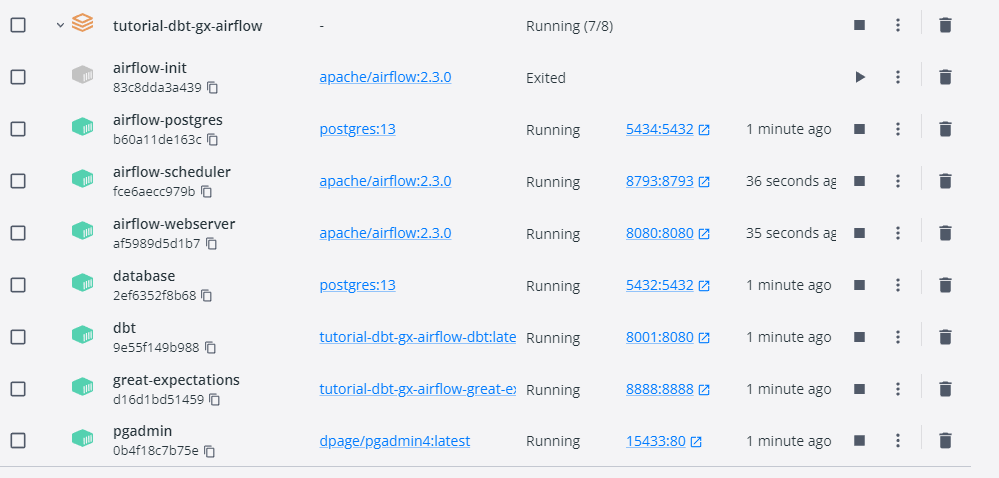 tutorial-dbt-gx-airflow - Running (7/8)
airflow-init
83c8dda3a439 apache/airflow:2.3.0 Exited
airflow-postgres
b60a11de163c postgres:13 Running 5434:5432 1 minute ago
airflow-scheduler
fce6aecc979b apache/airflow:2.3.0 Running 8793:8793 36 seconds ag
airflow-webserver
af5989d5d1b7 apache/airflow:2.3.0 Running 8080:8080 35 seconds ag
database
2ef6352f8b68 postgres:13 Running 5432:5432 1 minute ago
dbt
9e55f149b988 tutorial-dbt-gx-airflow-dbt:late Running 8001:8080 1 minute ago
great-expectations
d16d1bd51459 tutorial-dbt-gx-airflow-great-ex Running 8888:8888 1 minute ago
pgadmin
0b4f18c7b75e dpage/pgadmin4:latest Running 15433:80 1 minute ago